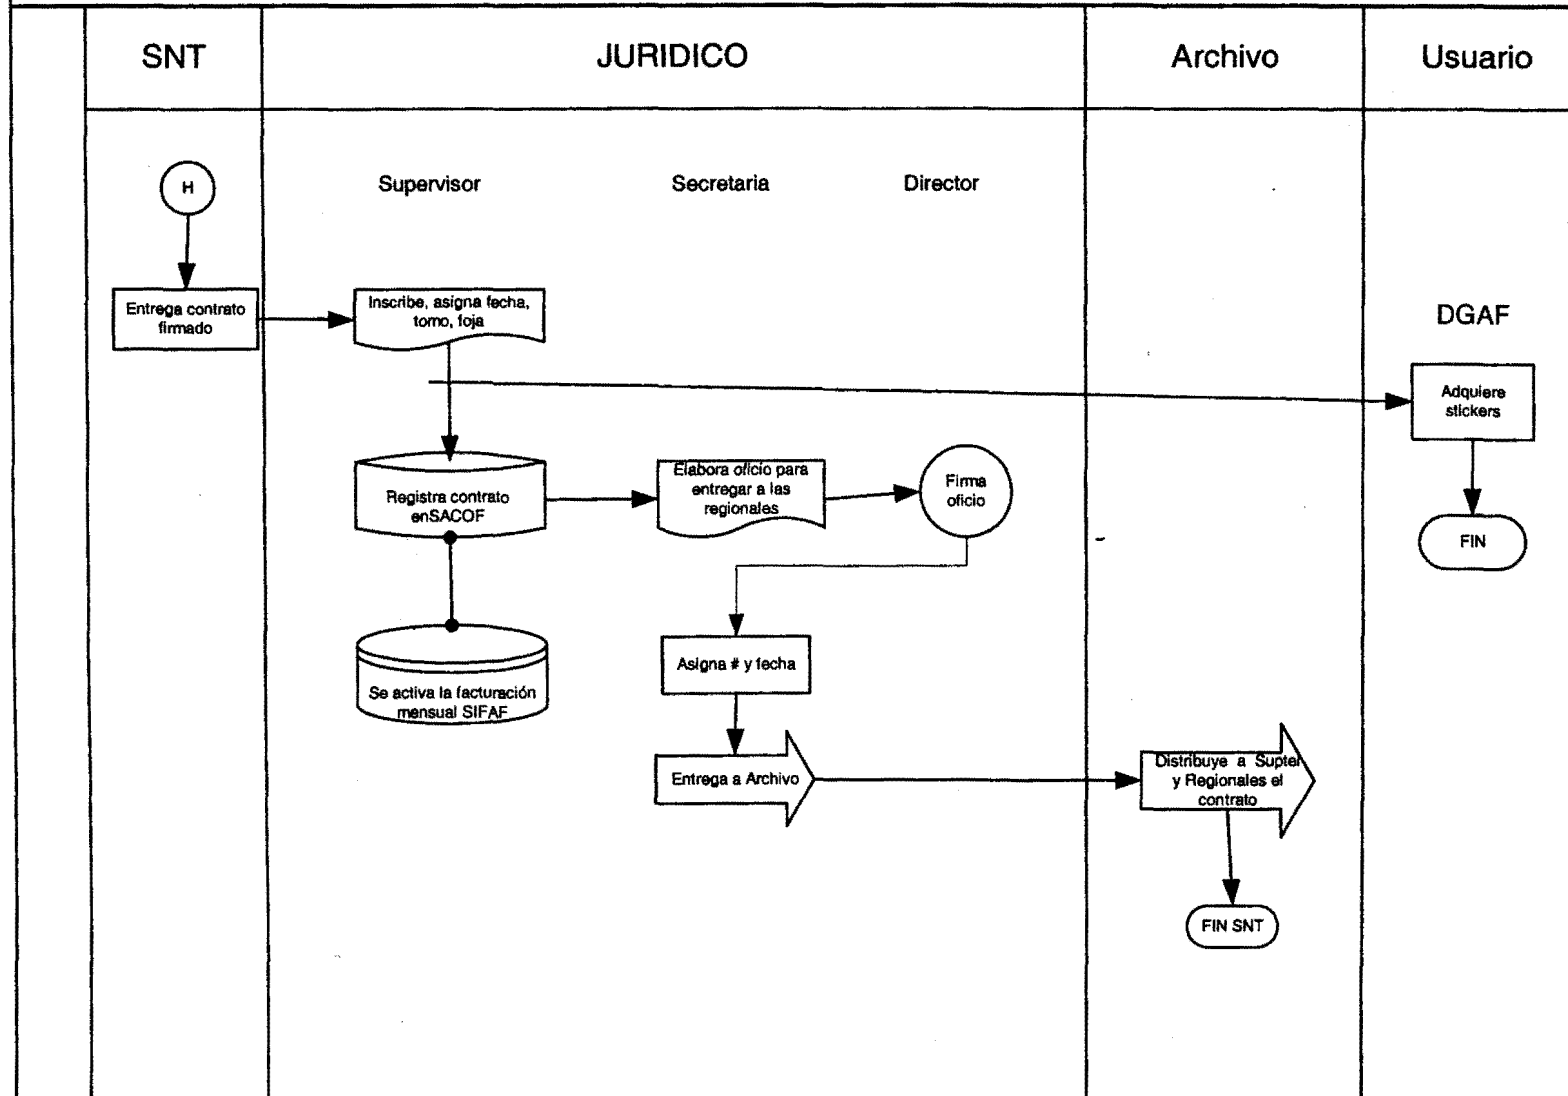 SNT
JURIDICO
Archivo
Usuario
H
Supervisor
Secretaria
Director
Entrega contrato
firmado
Inscribe, asigna fecha,
tomo, foja
DGAF
Adquiere
stickers
Registra contrato
enSACOF
Elabora oficio para
entregar a las
regionales
Firma
oficio
FIN
Asigna # y fecha
Se activa la facturación
mensual SIFAF
Entrega a Archivo
Distribuye a Suptel
y Regionales el
contrato
FIN SNT